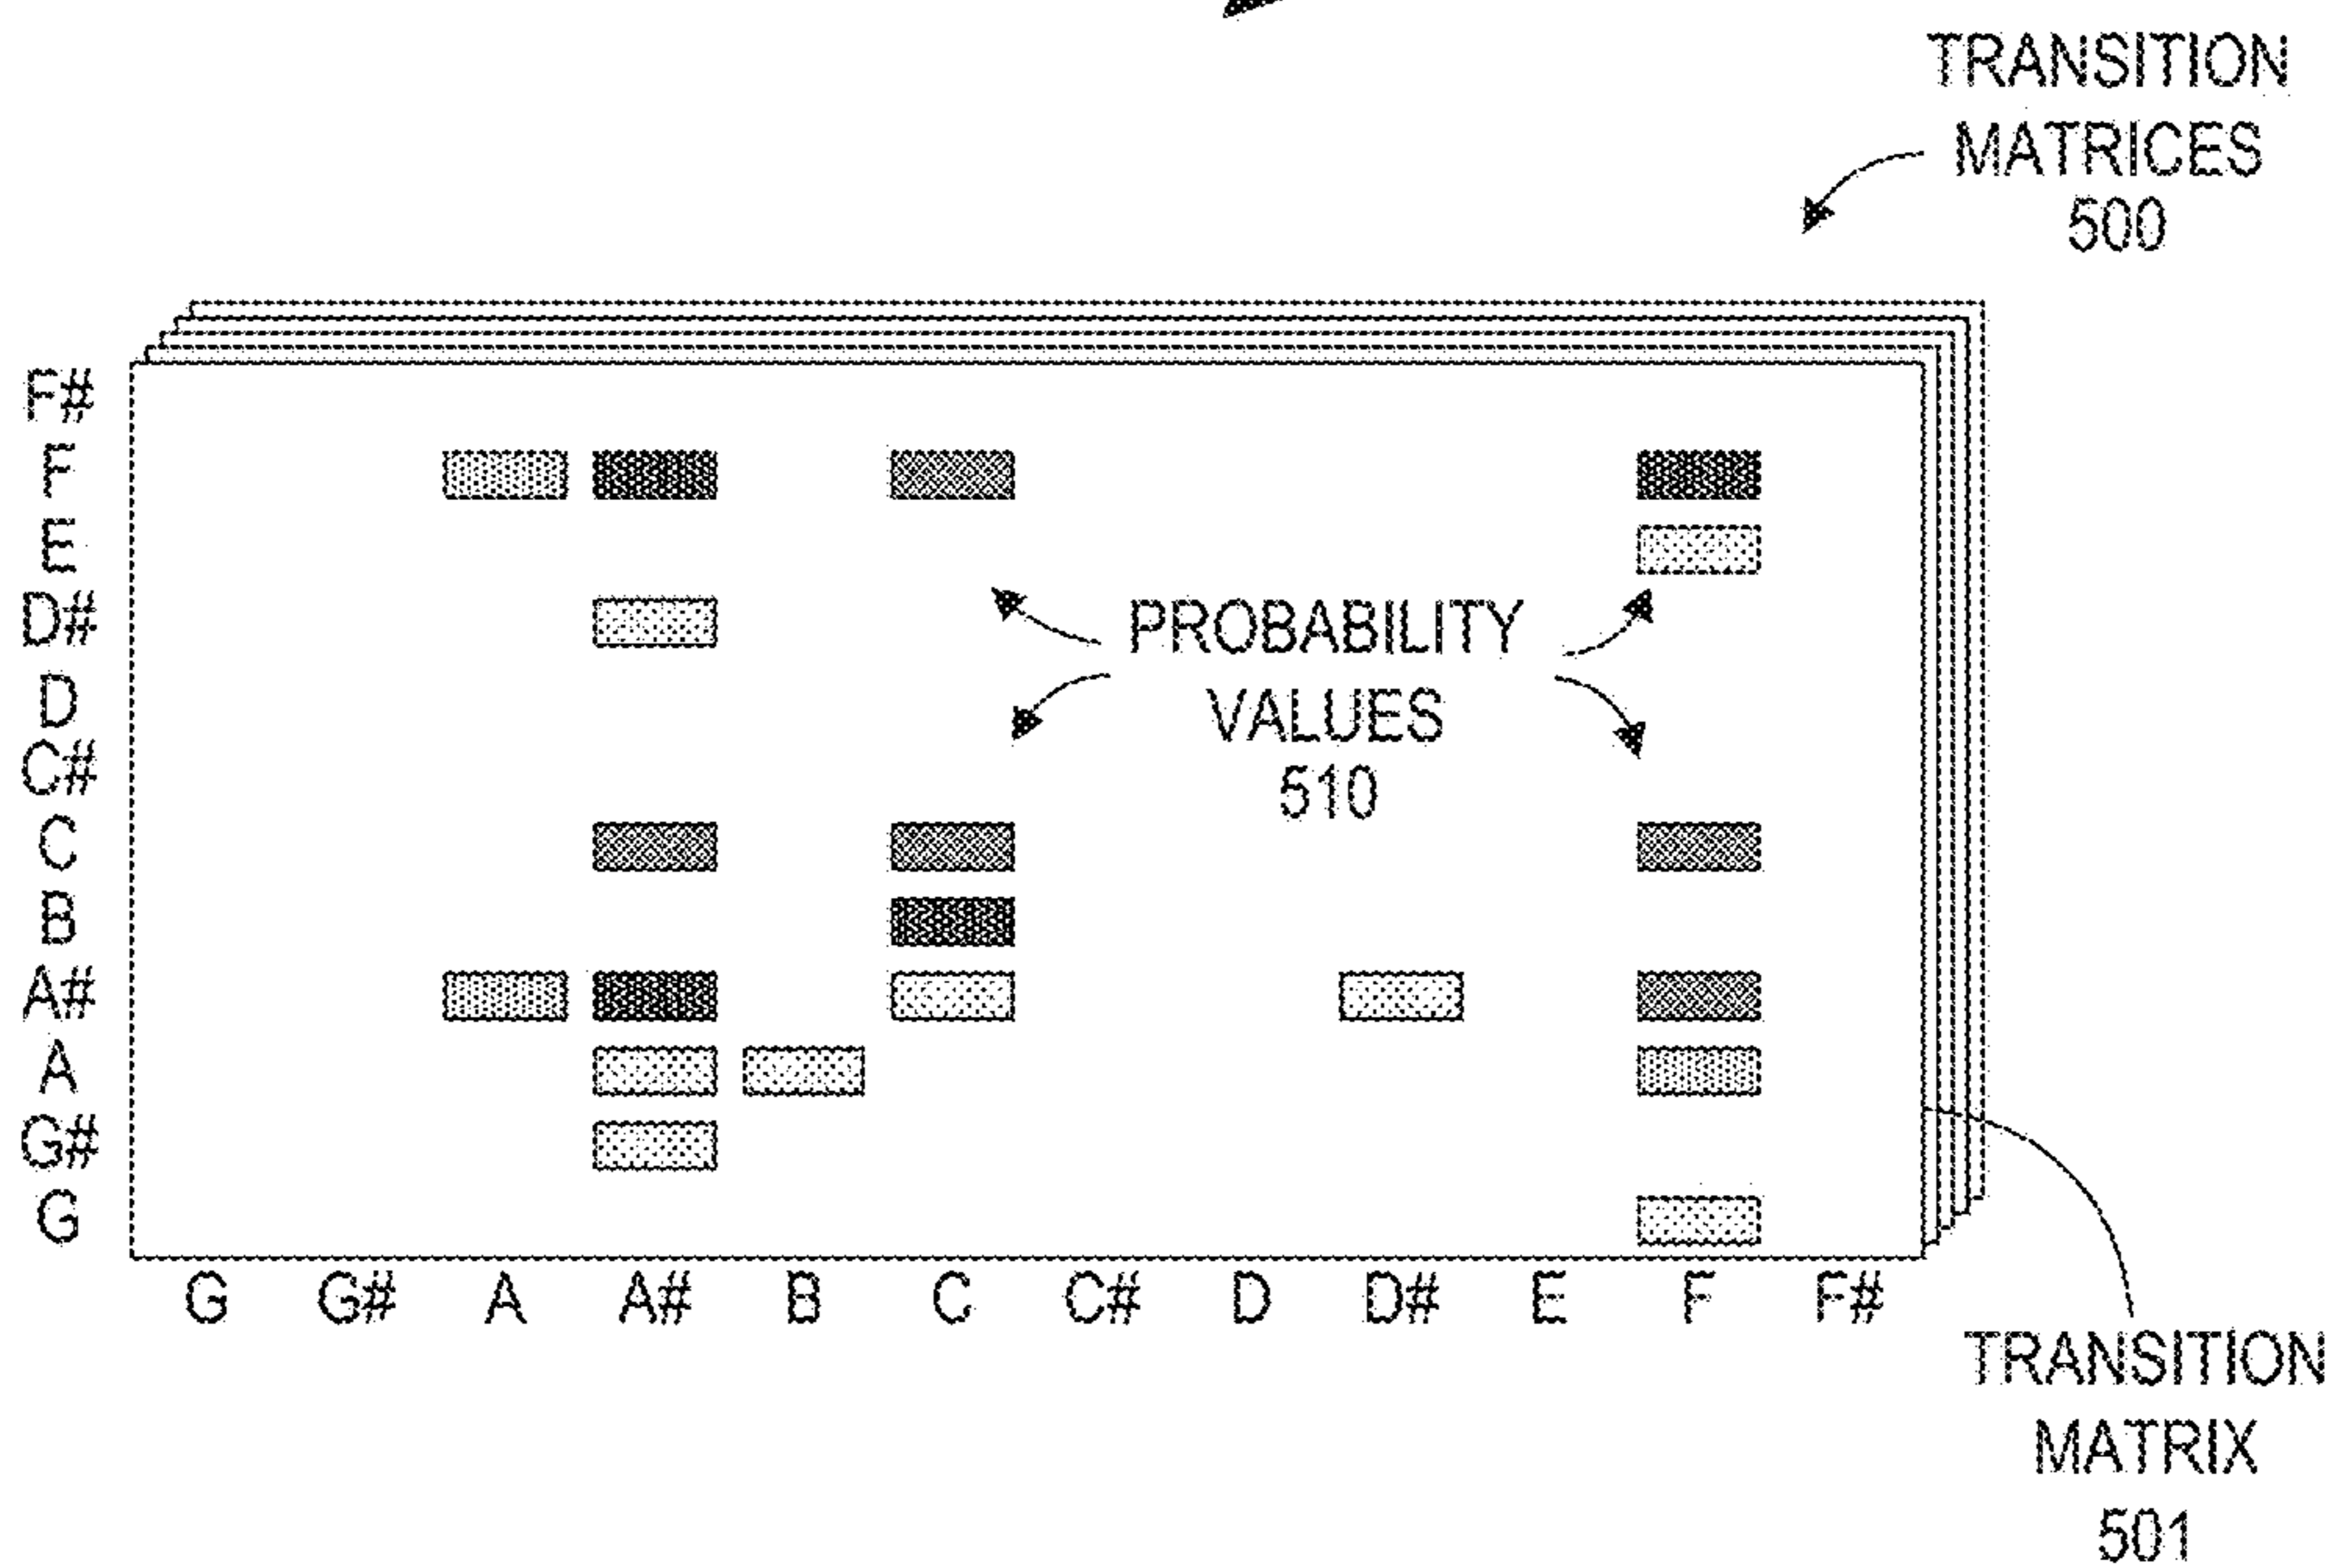 TRANSITION
MATRICES
500
F#
F
E
D#
D
C#
C
B
A#
A
G#
G
PROBABILITY
VALUES
510
G G# A A# B C C# D D# E F F#
TRANSITION
MATRIX
501